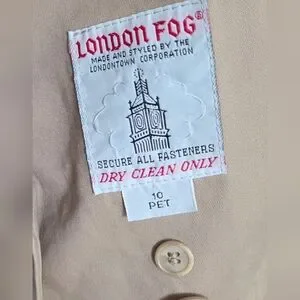 LONDON FOG®
MADE AND STYLED BY THE
LONDONTOWN CORPORATION
SECURE ALL FASTENERS
DRY CLEAN ONLY
10
PET